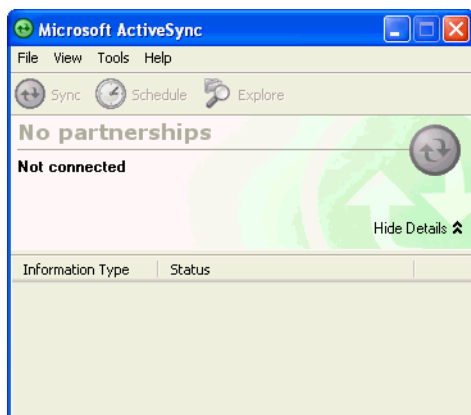 Microsoft ActiveSync
File View Tools Help
Sync Schedule Explore
No partnerships
Not connected
Hide Details
Information Type Status